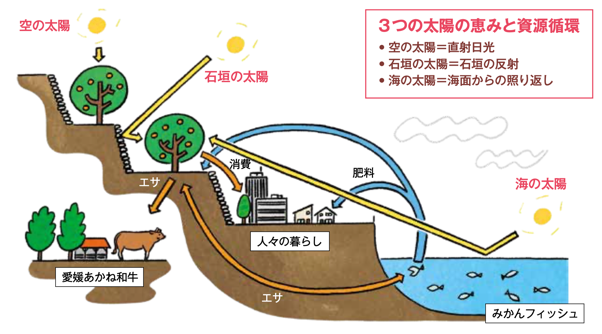 空の太陽
石垣の太陽
3つの太陽の恵みと資源循環
• 空の太陽＝直射日光
• 石垣の太陽＝石垣の反射
• 海の太陽＝海面からの照り返し
消費
肥料
エサ
海の太陽
人々の暮らし
愛媛あかね和牛
エサ
みかんフィッシュ